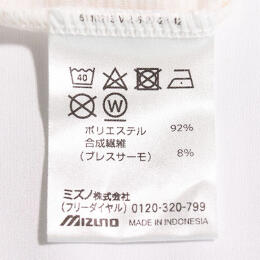 40
W
ポリエステル 92%
合成繊維
(ブレスサーモ) 8%
ミズノ株式会社
(フリーダイヤル) 0120-320-799
MIZUNO MADE IN INDONESIA